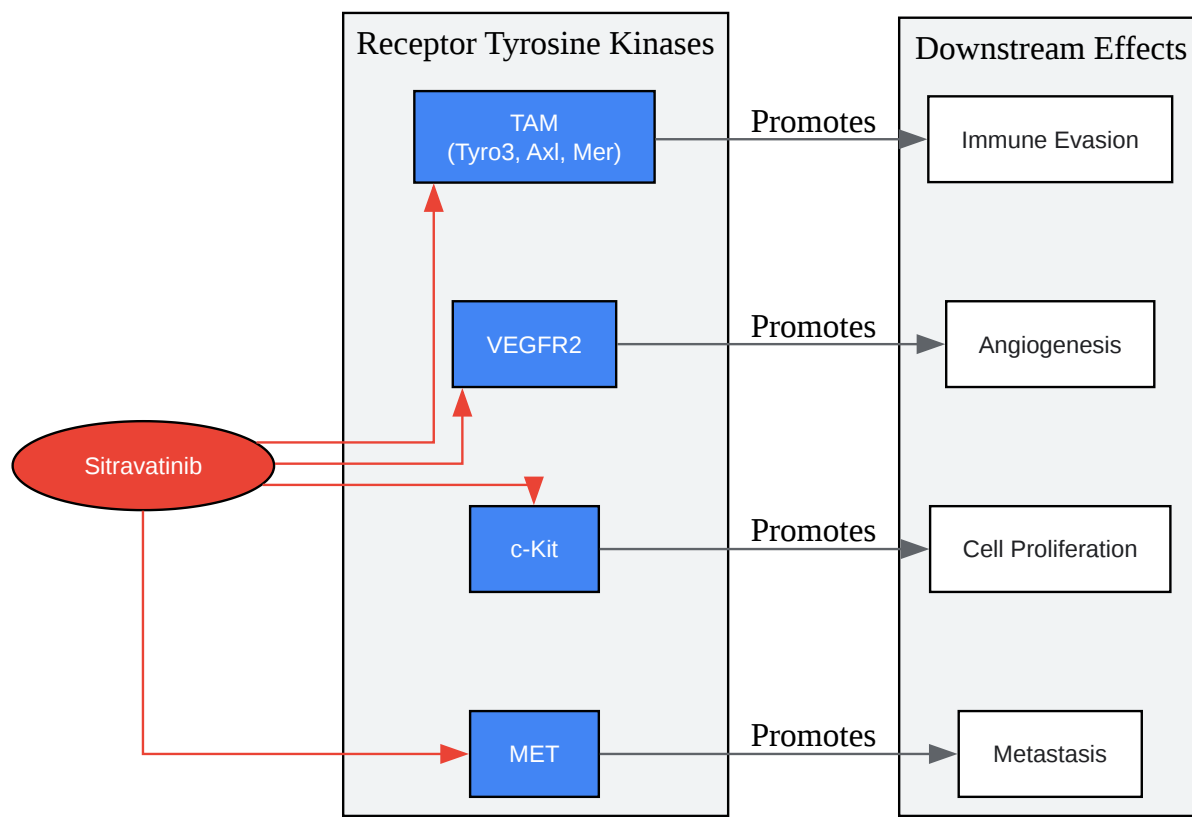 Receptor Tyrosine Kinases
Downstream Effects
TAM
(Tyro3, Axl, Mer)
Promotes
Immune Evasion
VEGFR2
Promotes
Angiogenesis
Sitravatinib
c-Kit
Promotes
Cell Proliferation
MET
Promotes
Metastasis